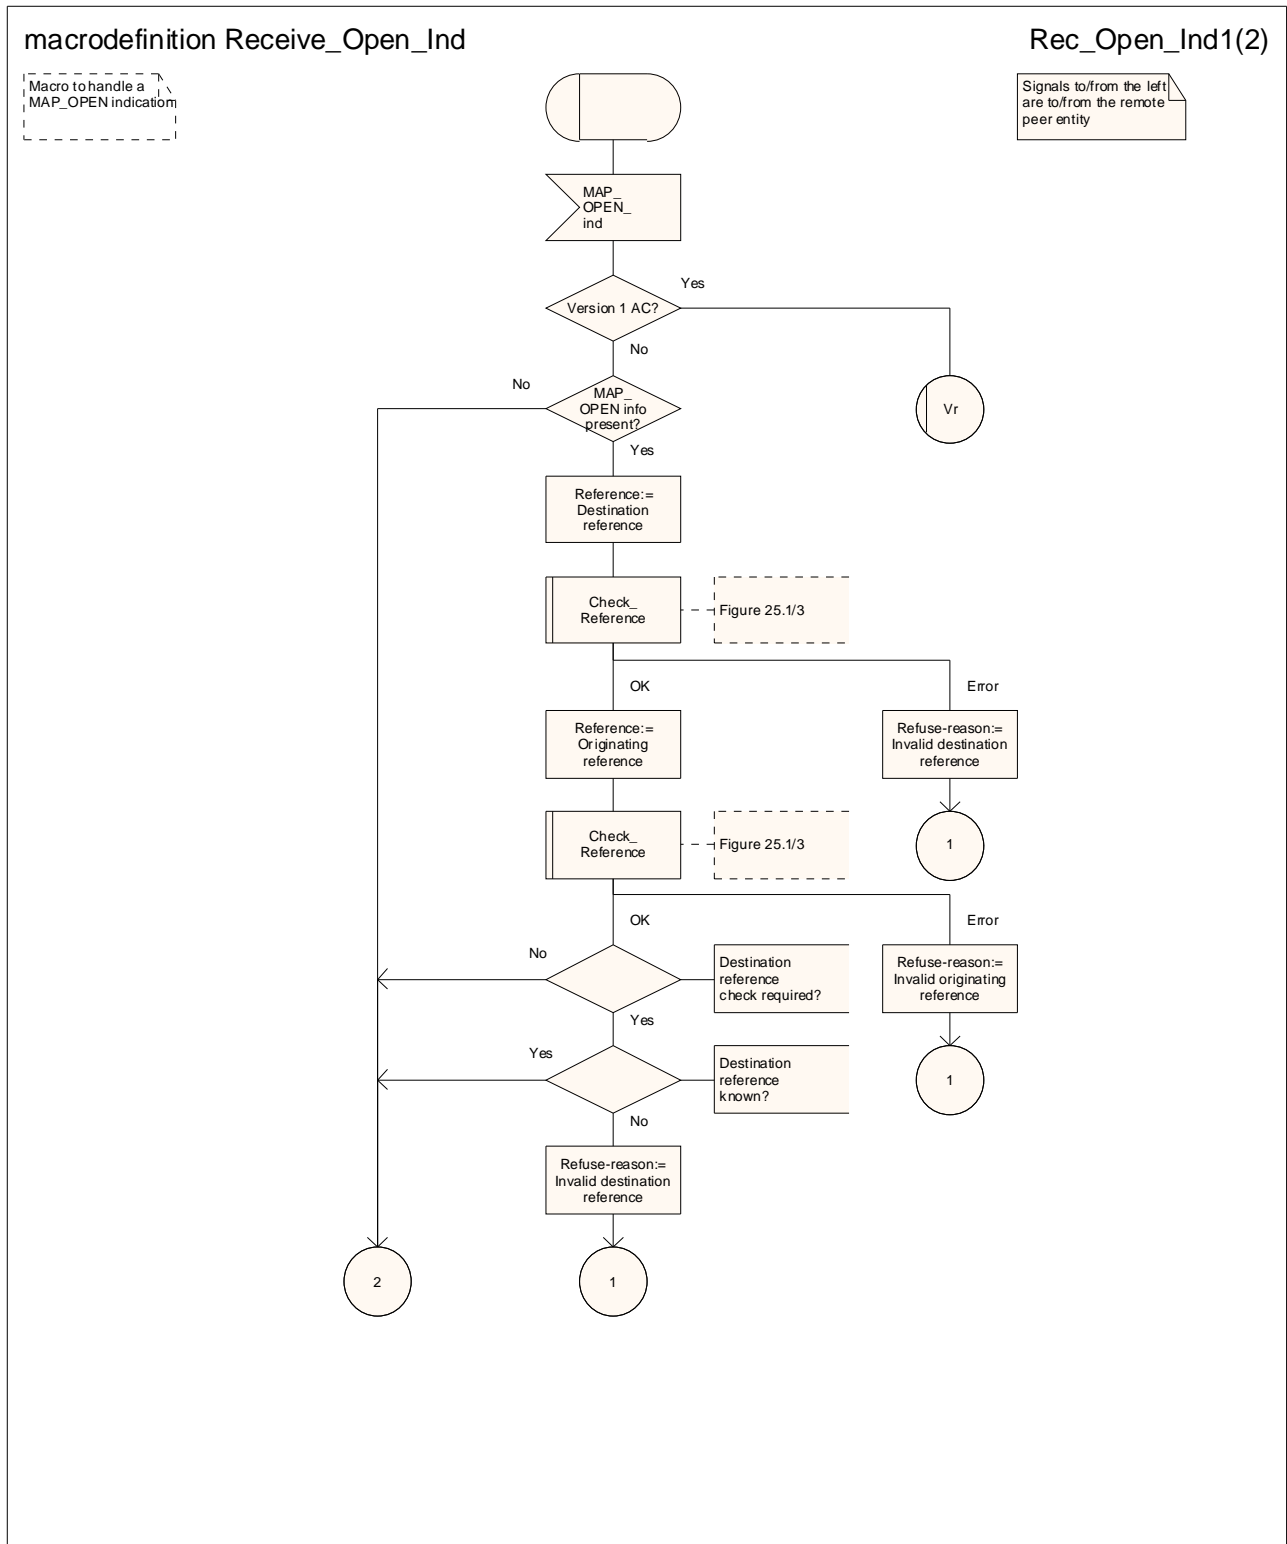 macrodefinition Receive_Open_Ind
Rec_Open_Ind1(2)
Macro to handle a
MAP_OPEN indication
Signals to/from the left
are to/from the remote
peer entity
MAP_
OPEN_
ind
Yes
Version 1 AC?
No
No
MAP_
OPEN info
present?
Vr
Yes
Reference:=
Destination
reference
Check_
Reference
Figure 25.1/3
OK
Error
Reference:=
Originating
reference
Refuse-reason:=
Invalid destination
reference
Check_
Reference
Figure 25.1/3
1
OK
Error
No
Destination
reference
check required?
Refuse-reason:=
Invalid originating
reference
Yes
Yes
Destination
reference
known?
1
No
Refuse-reason:=
Invalid destination
reference
2
1